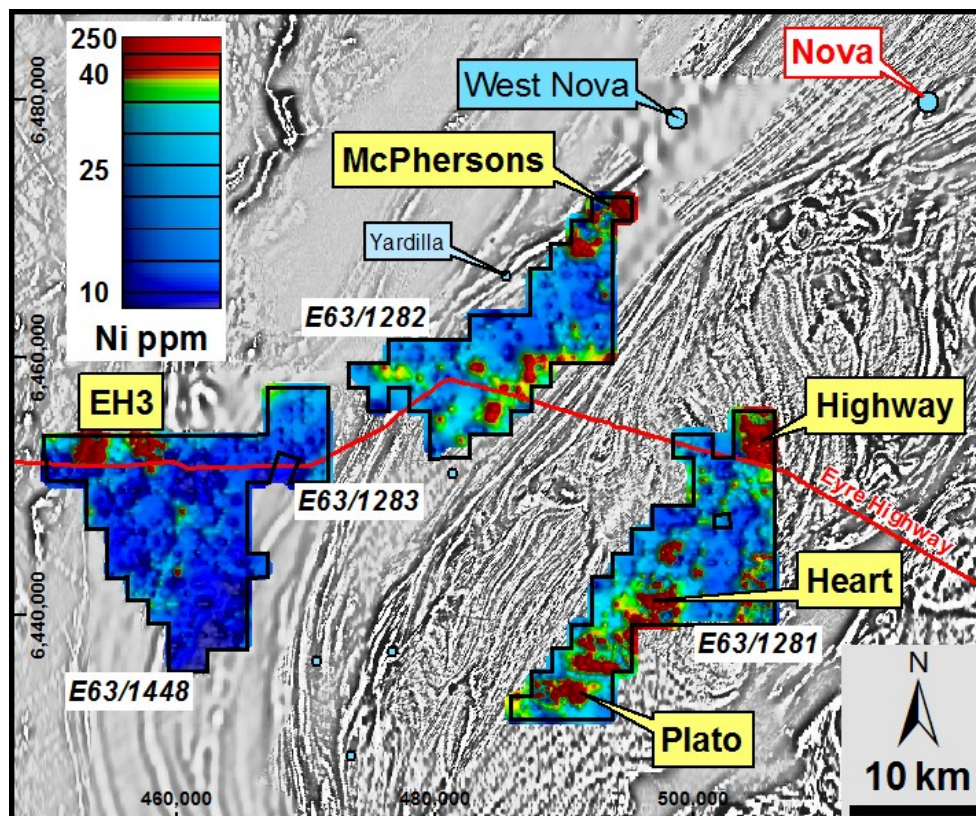 250
40
25
10
Ni ppm
Nova
West Nova
McPhersons
Yardilla
E63/1282
EH3
E63/1283
Highway
Eyre Highway
Heart
E63/1281
E63/1448
Plato
6,480,000
6,460,000
6,440,000
460,000
480,000
500,000
N
10 km